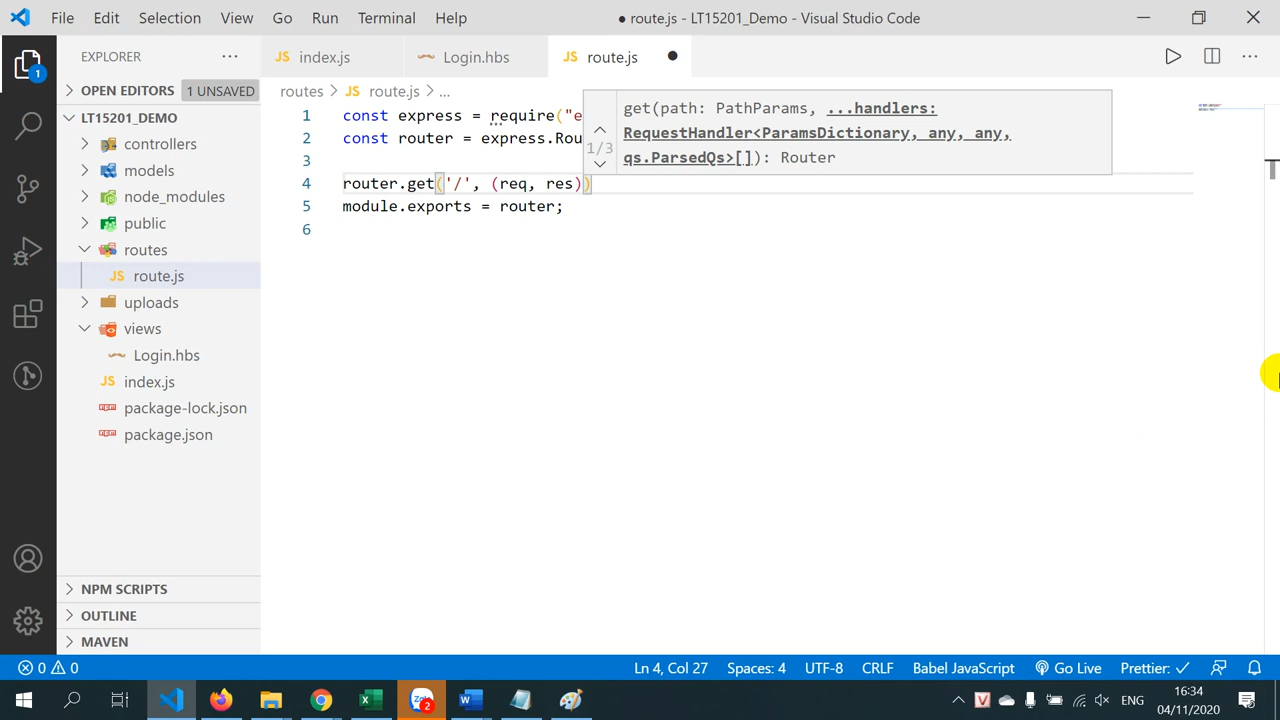 File Edit Selection View Go Run Terminal Help
● route.js - LT15201_Demo - Visual Studio Code
EXPLORER
JS index.js
Login.hbs
JS route.js
1
OPEN EDITORS 1 UNSAVED
LT15201_DEMO
controllers
models
node_modules
public
routes
JS route.js
uploads
views
Login.hbs
JS index.js
package-lock.json
package.json
NPM SCRIPTS
OUTLINE
MAVEN
routes > JS route.js > ...
1 const express = require("e
2 const router = express.Rou
3
4 router.get('/', (req, res))
5 module.exports = router;
6
get(path: PathParams, ...handlers:
1/3 RequestHandler<ParamsDictionary, any, any,
qs.ParsedQs>[]): Router
0 0 Ln 4, Col 27 Spaces: 4 UTF-8 CRLF Babel JavaScript Go Live Prettier: ✓
2
ENG
16:34
04/11/2020